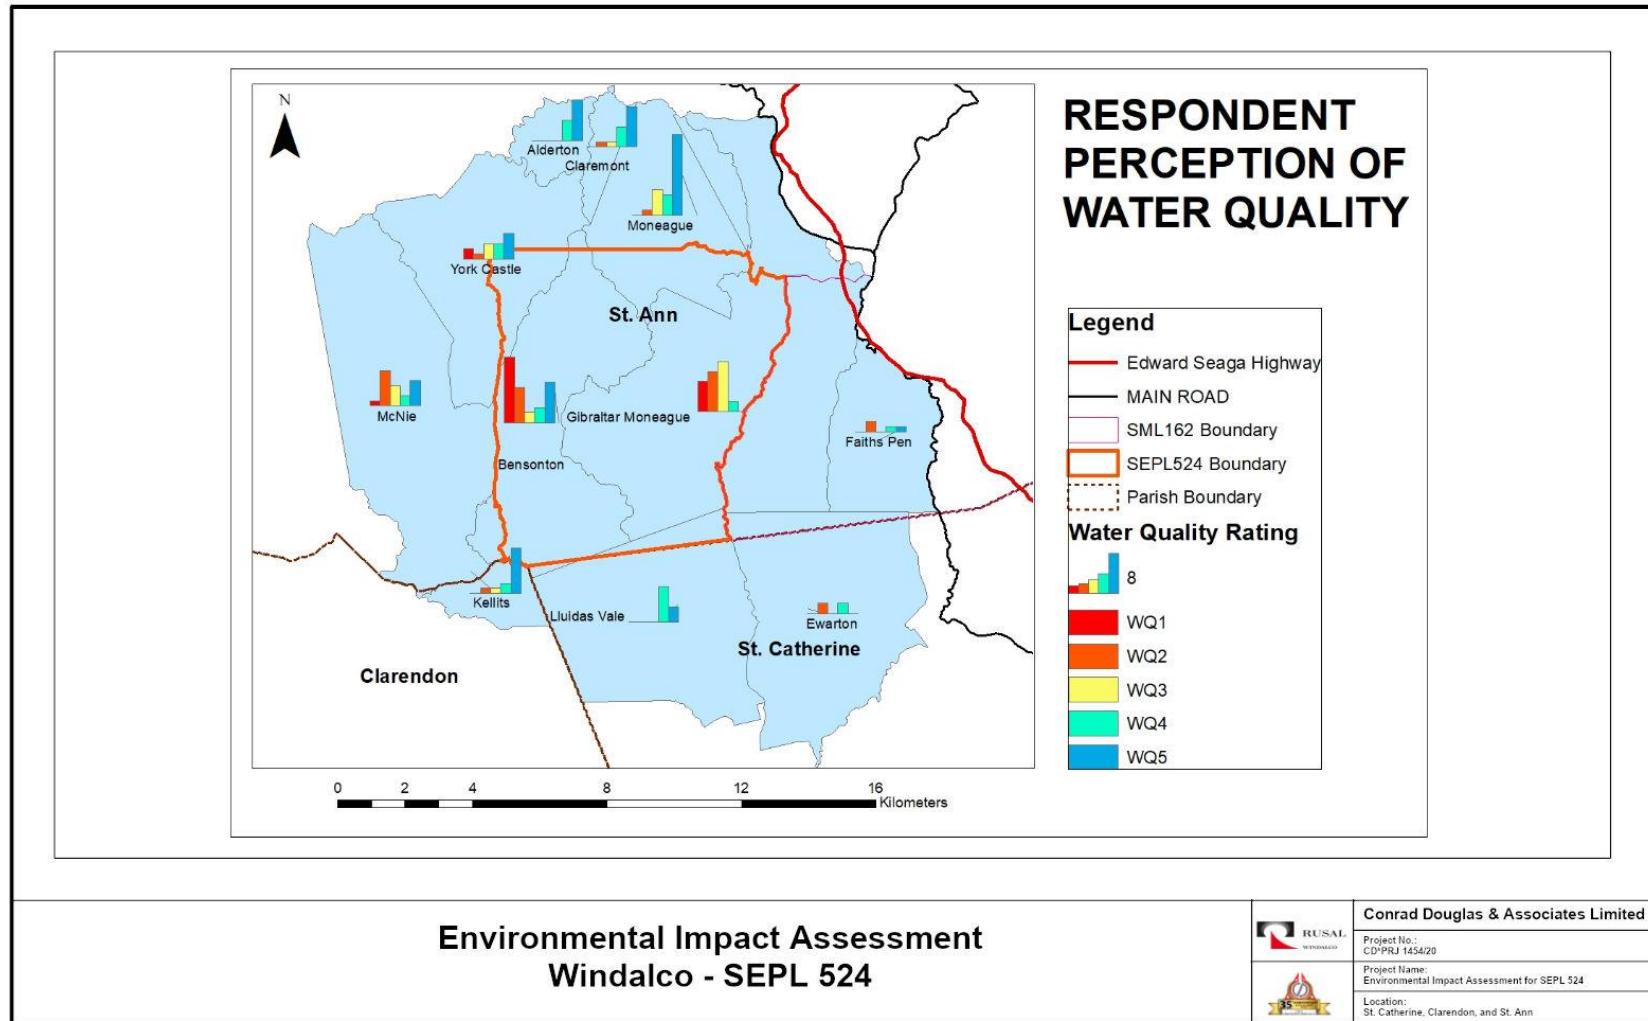 RESPONDENT
PERCEPTION OF
WATER QUALITY
N
Alderton
Claremont
Moneague
York Castle
St. Ann
McNie
Gibraltar Moneague
Faiths Pen
Bensonton
Kellits
Lluidas Vale
Ewarton
St. Catherine
Clarendon
0 2 4 8 12 16
Kilometers
Legend
Edward Seaga Highway
MAIN ROAD
SML162 Boundary
SEPL524 Boundary
Parish Boundary
Water Quality Rating
8
WQ1
WQ2
WQ3
WQ4
WQ5
Environmental Impact Assessment
Windalco - SEPL 524
RUSAL
WINDALCO
35
Conrad Douglas & Associates Limited
Project No.:
CD*PRJ 1454/20
Project Name:
Environmental Impact Assessment for SEPL 524
Location:
St. Catherine, Clarendon, and St. Ann